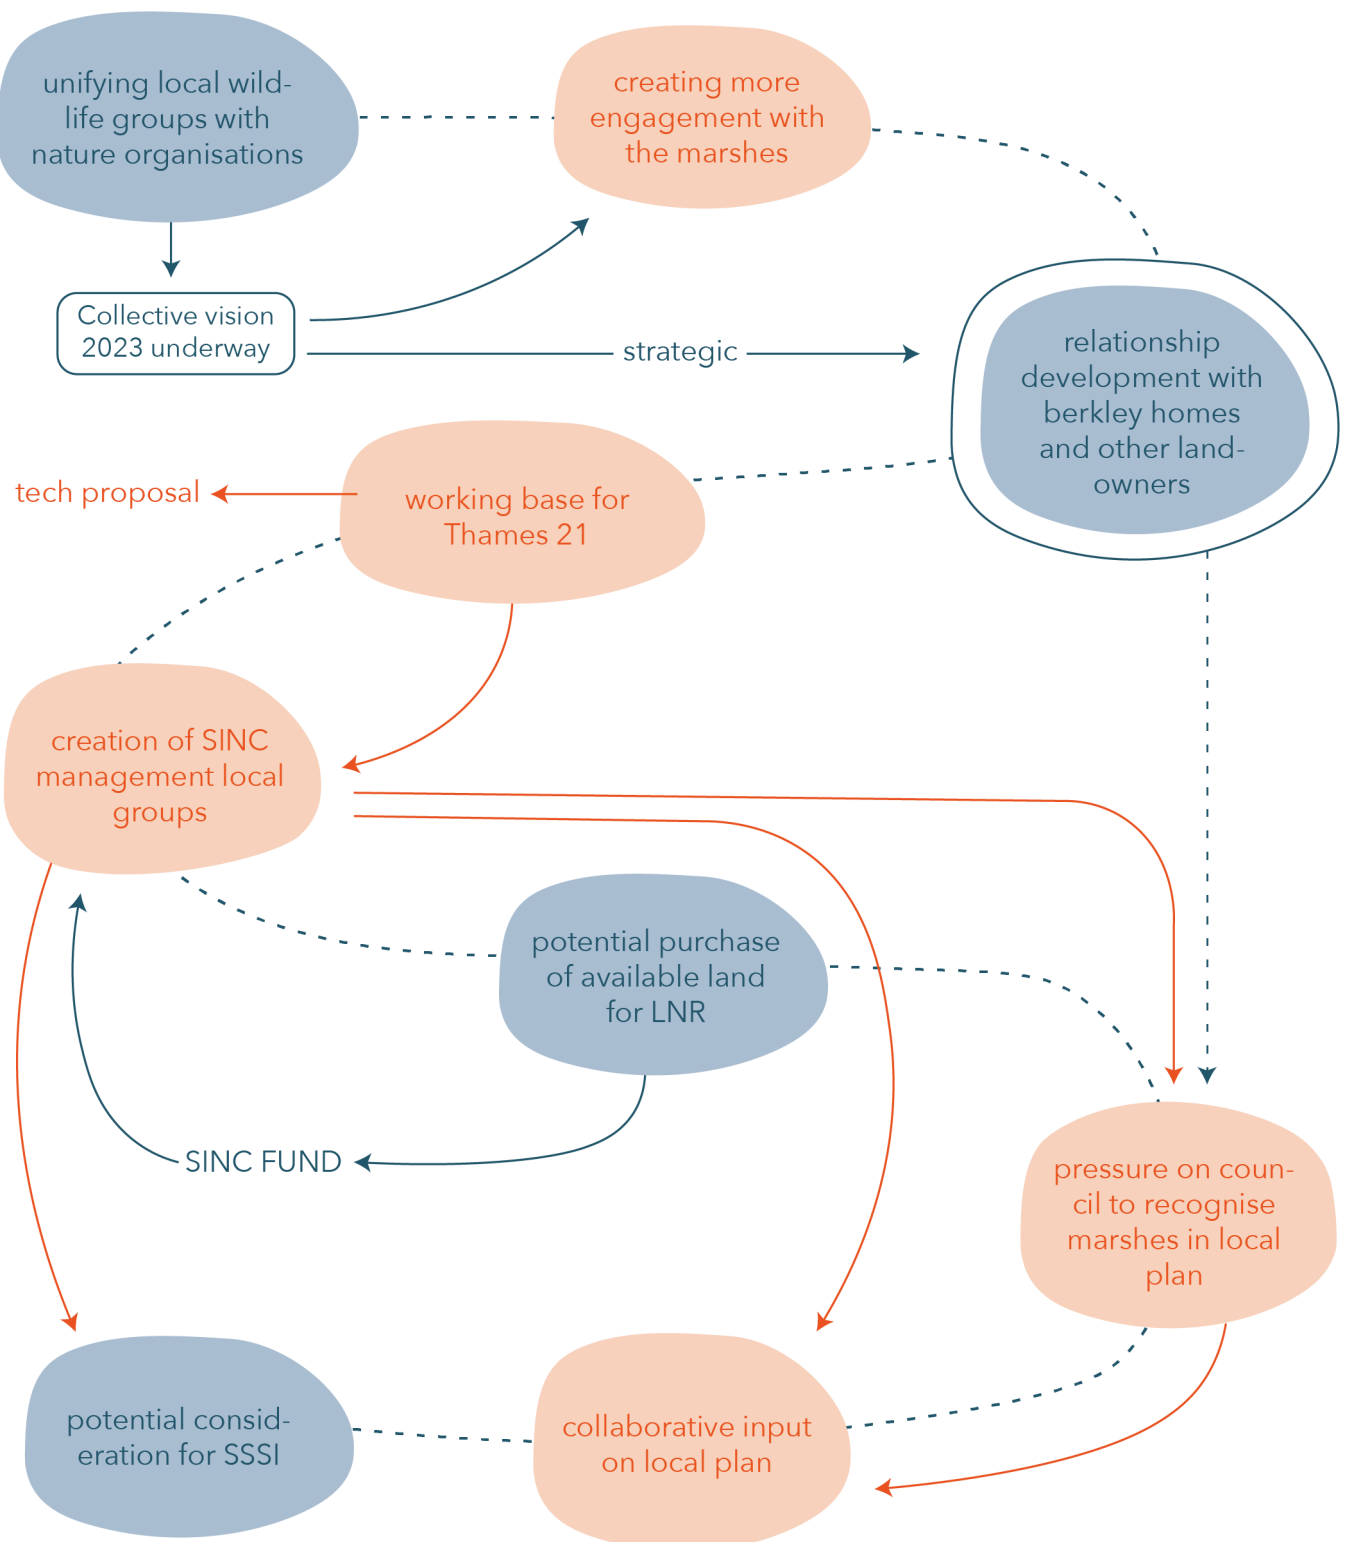 unifying local wild-
life groups with
nature organisations
creating more
engagement with
the marshes
Collective vision
2023 underway
strategic
relationship
development with
berkley homes
and other land-
owners
tech proposal
working base for
Thames 21
creation of SINC
management local
groups
potential purchase
of available land
for LNR
SINC FUND
pressure on coun-
cil to recognise
marshes in local
plan
potential consid-
eration for SSSI
collaborative input
on local plan